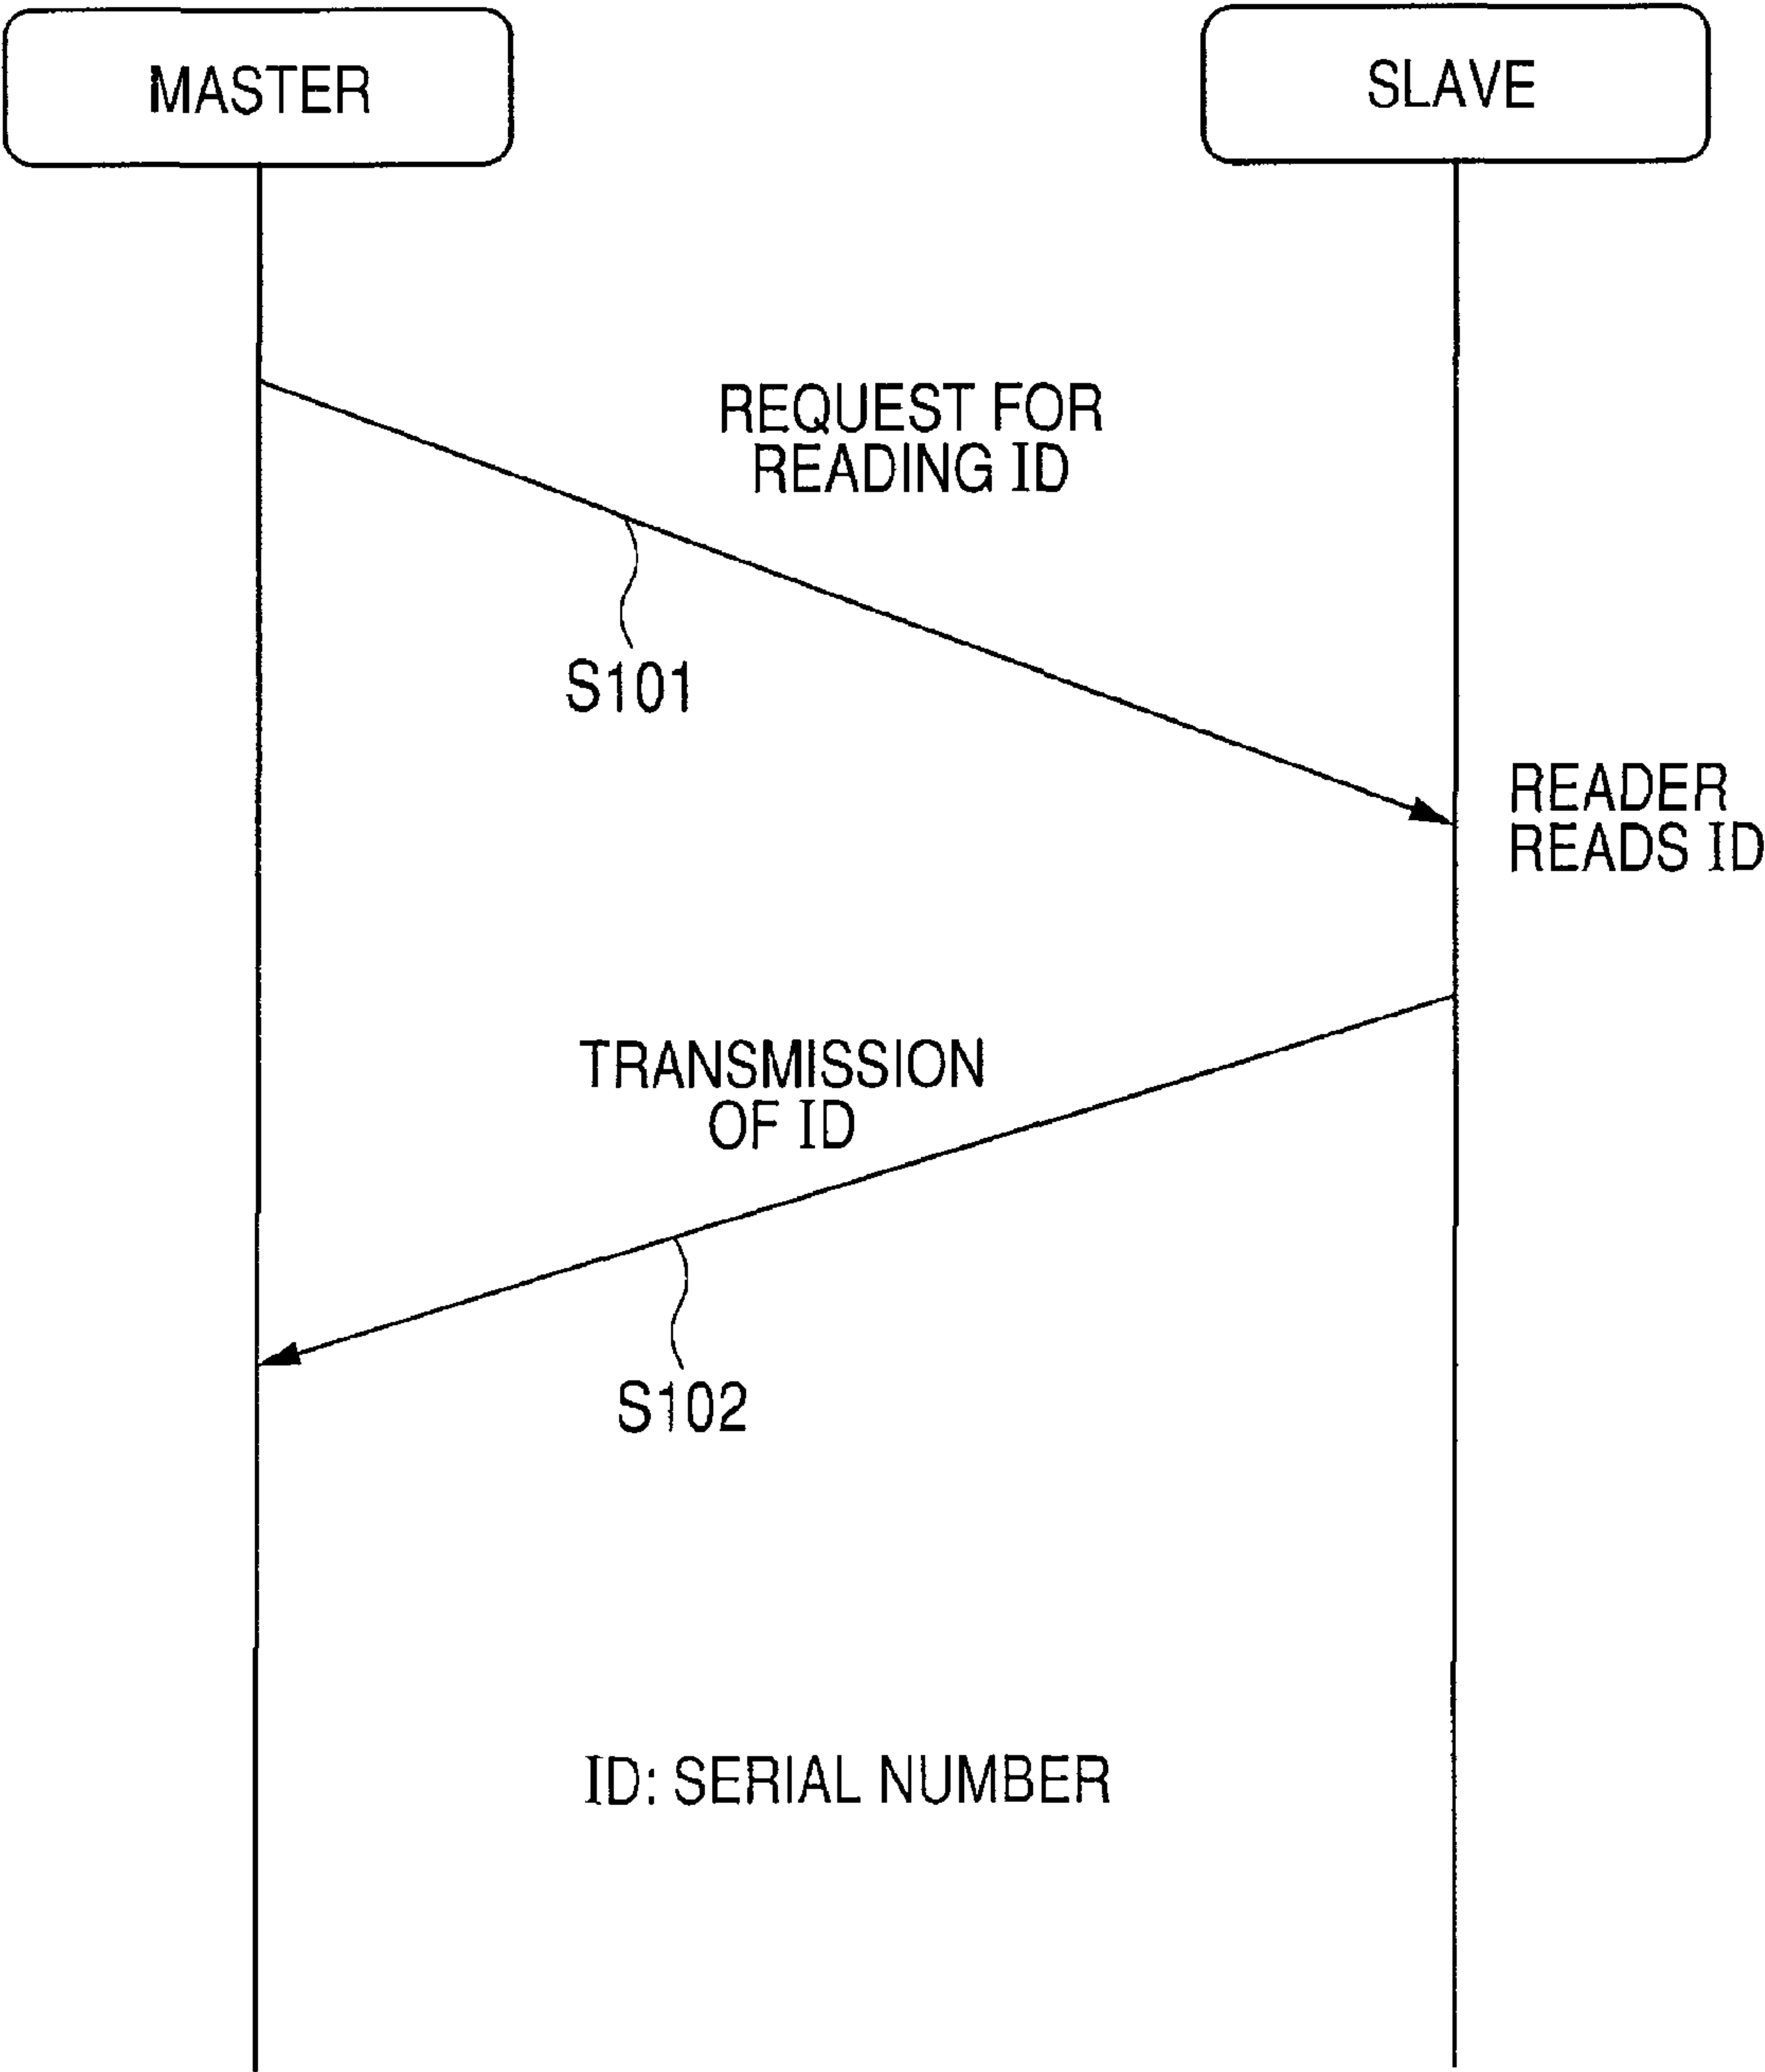 MASTER
SLAVE
REQUEST FOR
READING ID
S101
READER
READS ID
TRANSMISSION
OF ID
S102
ID: SERIAL NUMBER